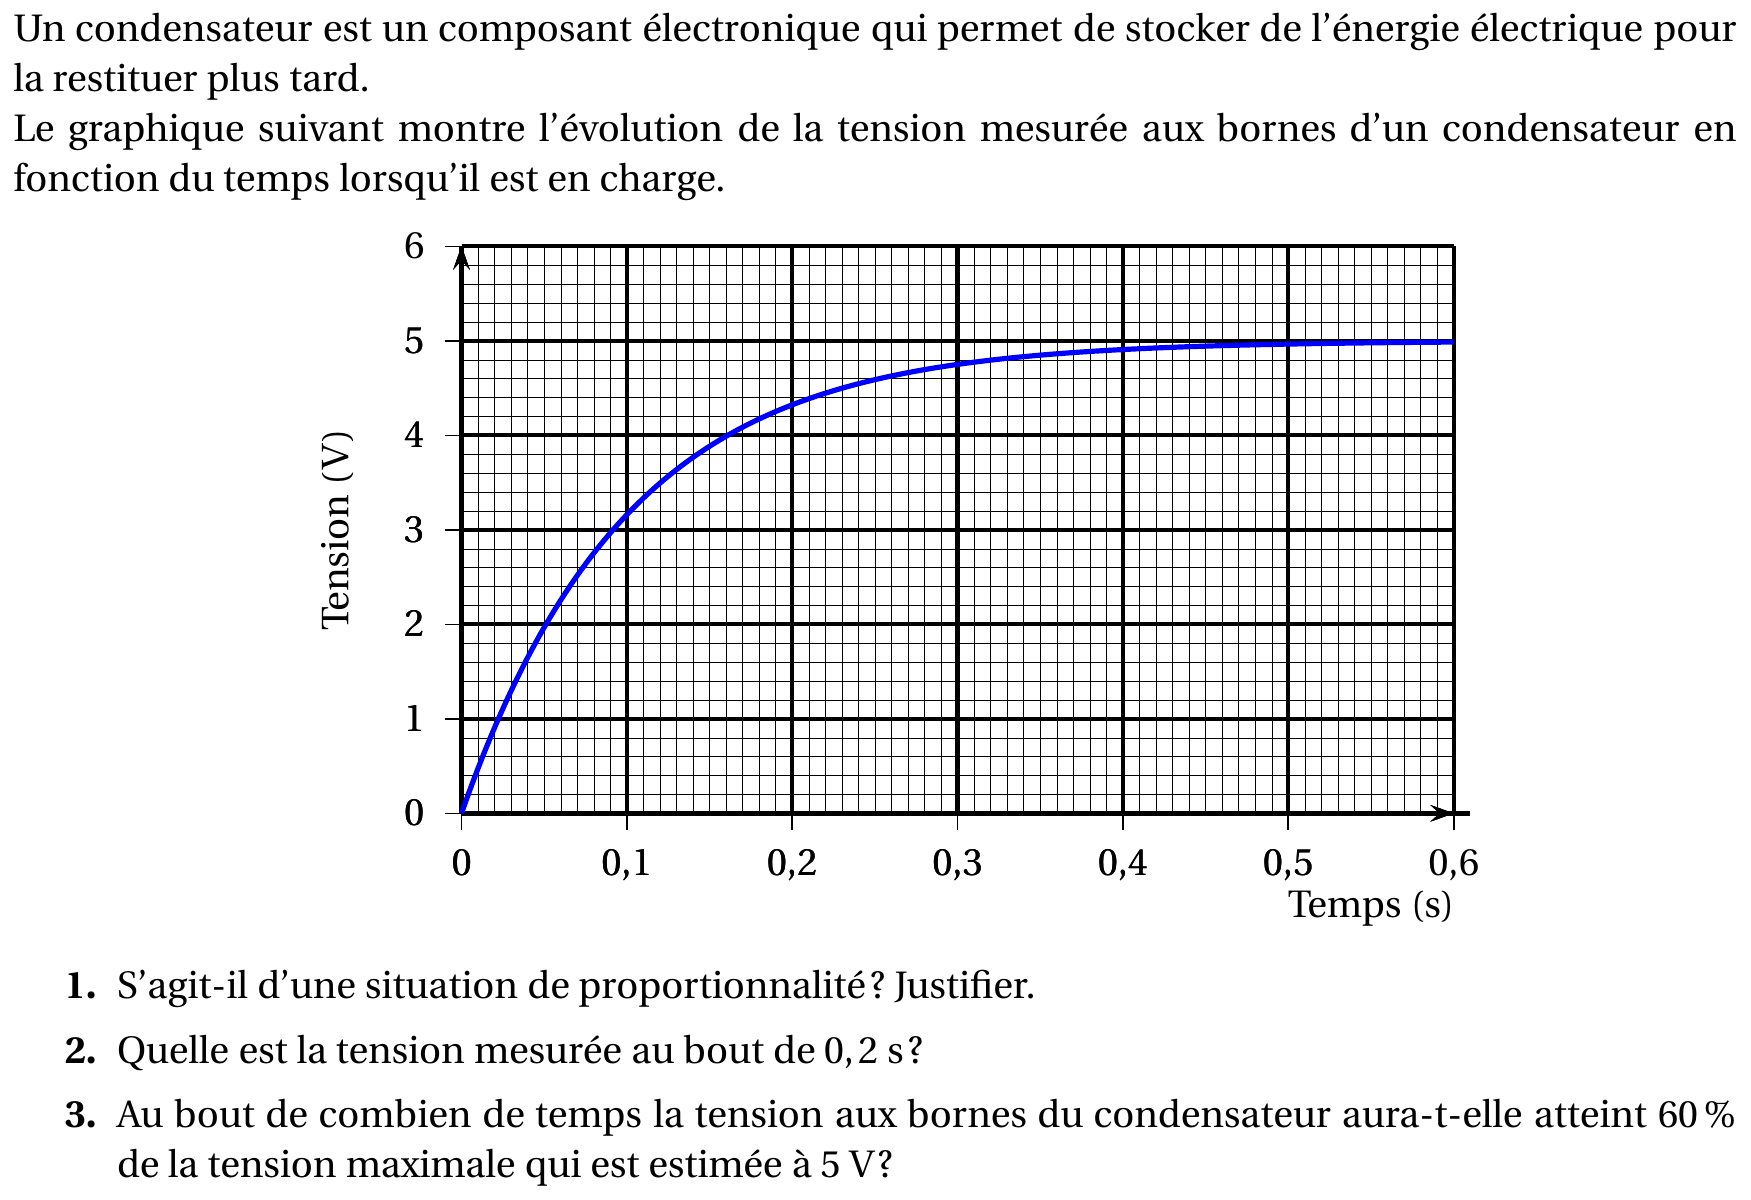 Un condensateur est un composant électronique qui permet de stocker de l'énergie électrique pour
la restituer plus tard.
Le graphique suivant montre l'évolution de la tension mesurée aux bornes d'un condensateur en
fonction du temps lorsqu'il est en charge.
6
5
4
3
2
1
0
Tension (V)
0 0,1 0,2 0,3 0,4 0,5 0,6
Temps (s)
1. S'agit-il d'une situation de proportionnalité? Justifier.
2. Quelle est la tension mesurée au bout de 0,2 s?
3. Au bout de combien de temps la tension aux bornes du condensateur aura-t-elle atteint 60 %
de la tension maximale qui est estimée à 5 V?